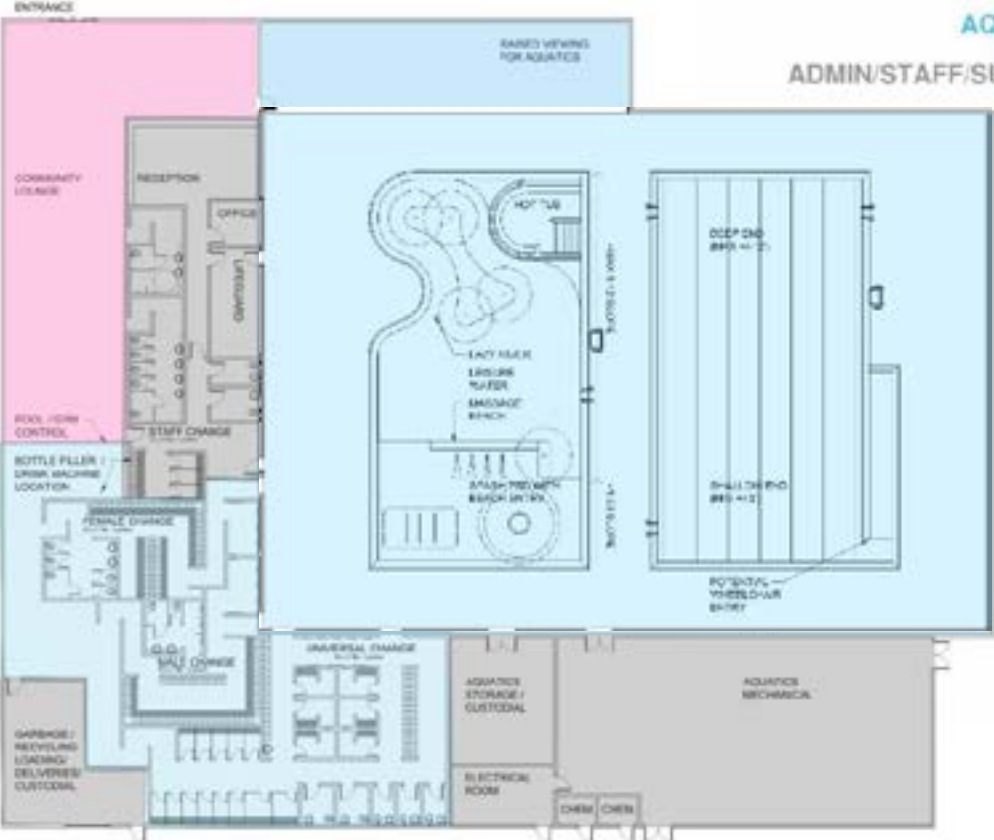 ENTRANCE
AQ
RAISED VIEWING
FOR AQUATICS
ADMIN/STAFF/SU
COMMUNITY
LOUNGE
RECEPTION
OFFICE
LIFEGUARD
HOT TUB
DEEP END
LAZY RIVER
LEISURE
WATER
MASSAGE
BEACH
POOL / GYM
CONTROL
STAFF CHANGE
BOTTLE FILLER /
DRINK MACHINE
LOCATION
BEACH ENTRY
SHALLOW END
FEMALE CHANGE
POTENTIAL
WHEELCHAIR
ENTRY
MALE CHANGE
UNIVERSAL CHANGE
AQUATICS
STORAGE /
CUSTODIAL
AQUATICS
MECHANICAL
GARBAGE /
RECYCLING
LOADING/
DELIVERIES/
CUSTODIAL
ELECTRICAL
ROOM
CHEM
CHEM